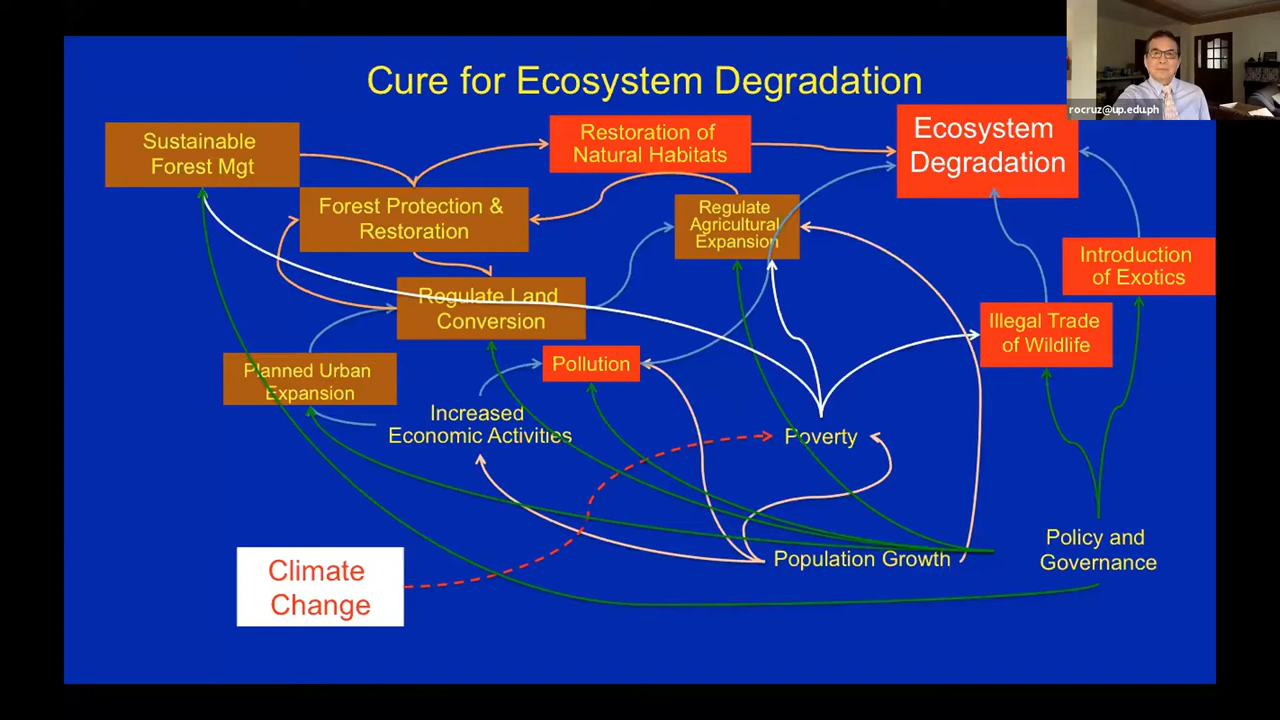 Cure for Ecosystem Degradation
rocruz@up.edu.ph
Sustainable
Forest Mgt
Restoration of
Natural Habitats
Ecosystem
Degradation
Forest Protection &
Restoration
Regulate
Agricultural
Expansion
Introduction
of Exotics
Regulate Land
Conversion
Illegal Trade
of Wildlife
Planned Urban
Expansion
Pollution
Increased
Economic Activities
Poverty
Climate
Change
Population Growth
Policy and
Governance